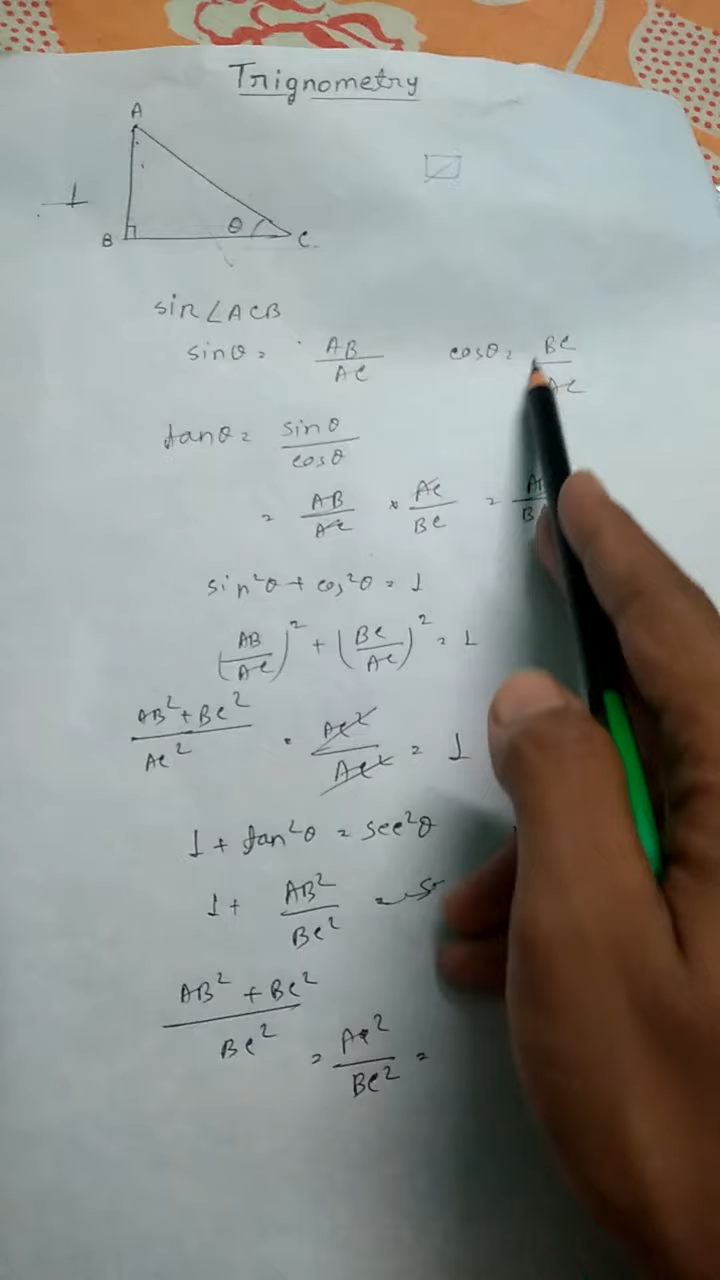 Trignometry
A
⊥
B θ C
sin∠ACB
sinθ = AB/AC cosθ = BC/AC
tanθ = sinθ/cosθ
= AB/AC × AC/BC =
sin²θ + cos²θ = 1
(AB/AC)² + (BC/AC)² = 1
AB² + BC²/AC² = AC²/AC² = 1
1 + tan²θ = sec²θ
1 + AB²/BC² =
AB² + BC²/BC² = AC²/BC² =